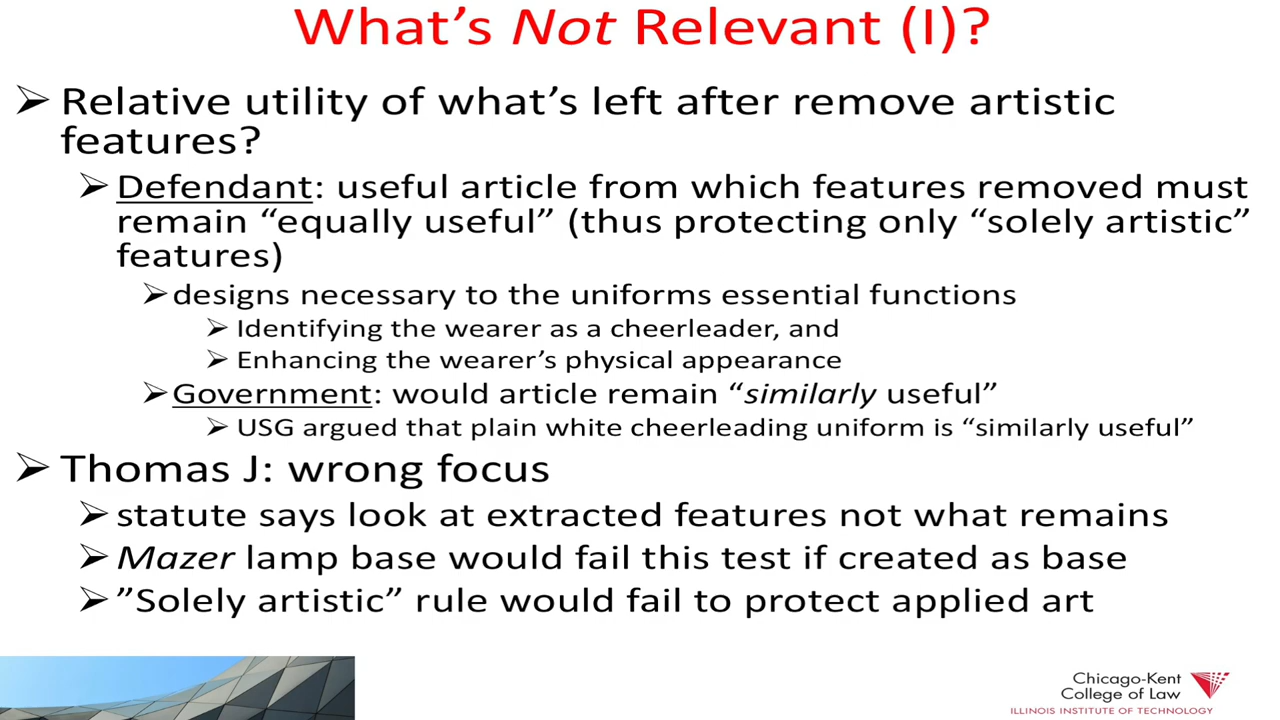 What's Not Relevant (I)?
➢ Relative utility of what's left after remove artistic
features?
➢ Defendant: useful article from which features removed must
remain “equally useful” (thus protecting only “solely artistic”
features)
➢ designs necessary to the uniforms essential functions
➢ Identifying the wearer as a cheerleader, and
➢ Enhancing the wearer's physical appearance
➢ Government: would article remain “similarly useful”
➢ USG argued that plain white cheerleading uniform is “similarly useful”
➢ Thomas J: wrong focus
➢ statute says look at extracted features not what remains
➢ Mazer lamp base would fail this test if created as base
➢ ”Solely artistic” rule would fail to protect applied art
Chicago-Kent
College of Law
ILLINOIS INSTITUTE OF TECHNOLOGY